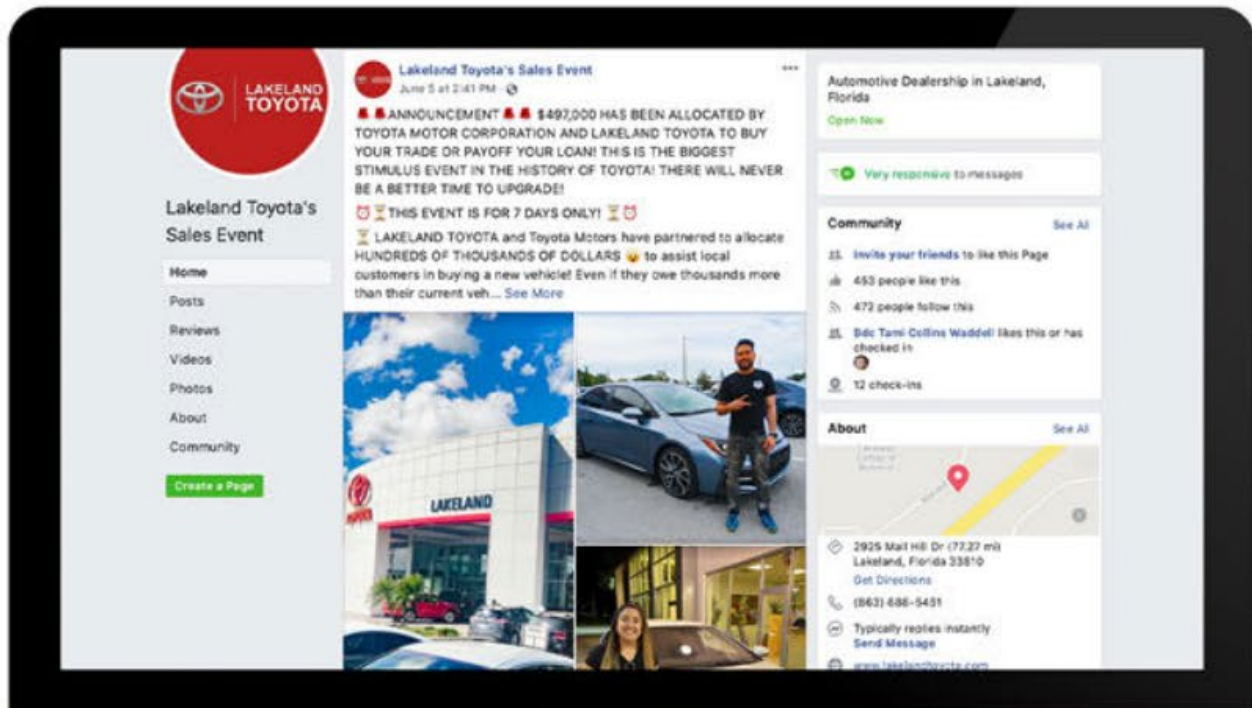 LAKELAND
TOYOTA
Lakeland Toyota's
Sales Event
Home
Posts
Reviews
Videos
Photos
About
Community
Create a Page
Lakeland Toyota's Sales Event
June 5 at 2:41 PM ·
ANNOUNCEMENT $497,000 HAS BEEN ALLOCATED BY
TOYOTA MOTOR CORPORATION AND LAKELAND TOYOTA TO BUY
YOUR TRADE OR PAYOFF YOUR LOAN! THIS IS THE BIGGEST
STIMULUS EVENT IN THE HISTORY OF TOYOTA! THERE WILL NEVER
BE A BETTER TIME TO UPGRADE!
THIS EVENT IS FOR 7 DAYS ONLY!
LAKELAND TOYOTA and Toyota Motors have partnered to allocate
HUNDREDS OF THOUSANDS OF DOLLARS to assist local
customers in buying a new vehicle! Even if they owe thousands more
than their current veh... See More
LAKELAND
TOYOTA
Automotive Dealership in Lakeland,
Florida
Open Now
Very responsive to messages
Community
See All
Invite your friends to like this Page
453 people like this
472 people follow this
Bdc Tami Collins Waddell likes this or has
checked in
12 check-ins
About
See All
2925 Mall Hill Dr (77.27 mi)
Lakeland, Florida 33810
Get Directions
(863) 686-5451
Typically replies instantly
Send Message
www.lakelandtoyota.com